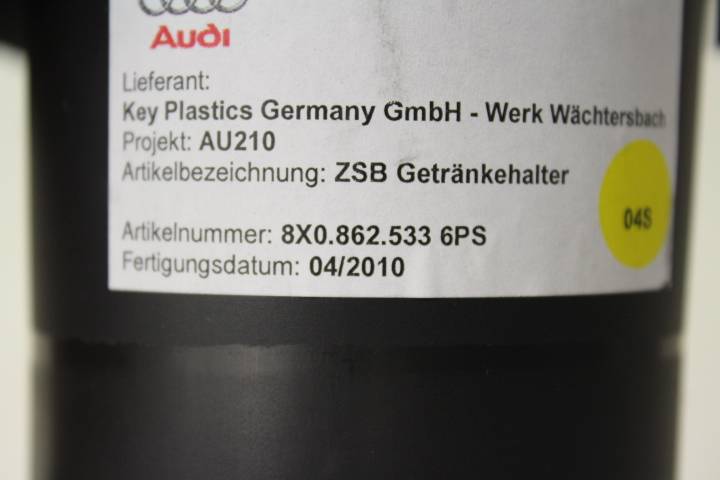 Audi
Lieferant:
Key Plastics Germany GmbH - Werk Wächtersbach
Projekt: AU210
Artikelbezeichnung: ZSB Getränkehalter
04S
Artikelnummer: 8X0.862.533 6PS
Fertigungsdatum: 04/2010